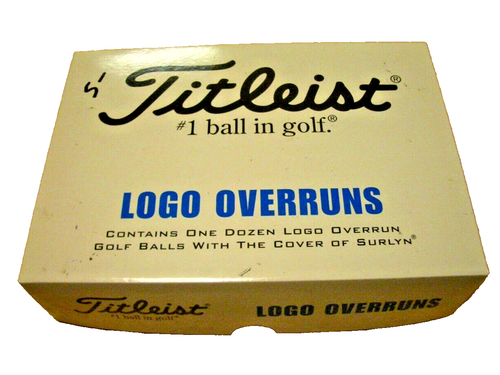 Titleist®
#1 ball in golf.®
LOGO OVERRUNS
CONTAINS ONE DOZEN LOGO OVERRUN
GOLF BALLS WITH THE COVER OF SURLYN®
Titleist®
#1 ball in golf.®
LOGO OVERRUNS